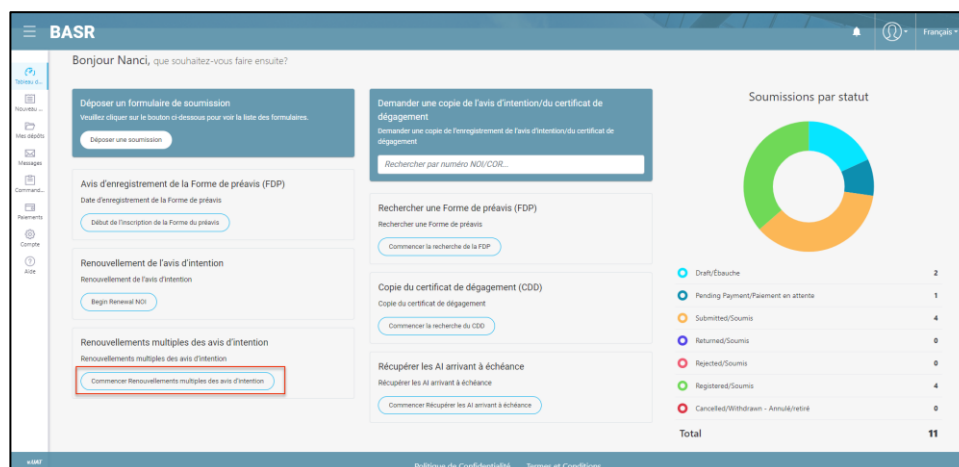 BASR
Français
Bonjour Nanci, que souhaitez-vous faire ensuite?
Tableau d...
Nouveau ...
Mes dépôts
Messages
Command...
Paiements
Compte
Aide
Déposer un formulaire de soumission
Veuillez cliquer sur le bouton ci-dessous pour voir la liste des formulaires.
Déposer une soumission
Avis d'enregistrement de la Forme de préavis (FDP)
Date d'enregistrement de la Forme de préavis
Début de l'inscription de la Forme du préavis
Renouvellement de l'avis d'intention
Renouvellement de l'avis d'intention
Begin Renewal NOI
Renouvellements multiples des avis d'intention
Renouvellements multiples des avis d'intention
Commencer Renouvellements multiples des avis d'intention
Demander une copie de l'avis d'intention/du certificat de
dégagement
Demander une copie de l'enregistrement de l'avis d'intention/du certificat de
dégagement
Rechercher par numéro NOI/COR...
Rechercher une Forme de préavis (FDP)
Rechercher une Forme de préavis
Commencer la recherche de la FDP
Copie du certificat de dégagement (CDD)
Copie du certificat de dégagement
Commencer la recherche du CDD
Récupérer les AI arrivant à échéance
Récupérer les AI arrivant à échéance
Commencer Récupérer les AI arrivant à échéance
Soumissions par statut
Draft/Ébauche 2
Pending Payment/Paiement en attente 1
Submitted/Soumis 4
Returned/Soumis 0
Rejected/Soumis 0
Registered/Soumis 4
Cancelled/Withdrawn - Annulé/retiré 0
Total 11
Politique de Confidentialité Termes et Conditions